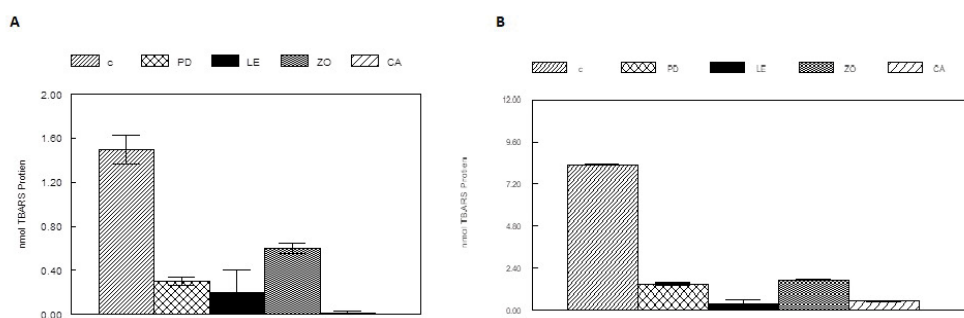 A
c PD LE ZO CA
2.00
1.60
1.20
0.80
0.40
0.00
nmol TBARS Protien
B
c PD LE ZO CA
12.00
9.60
7.20
4.80
2.40
0.00
nmol TBARS Protien